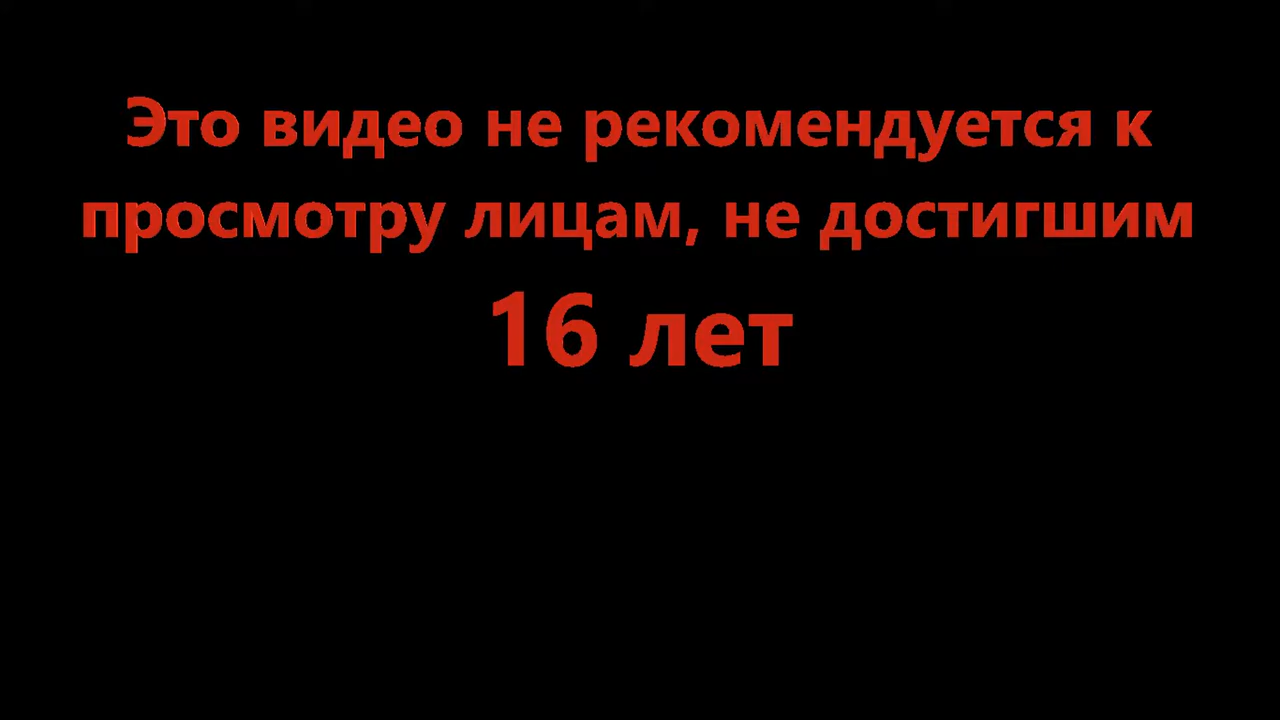 Это видео не рекомендуется к
просмотру лицам, не достигшим
16 лет